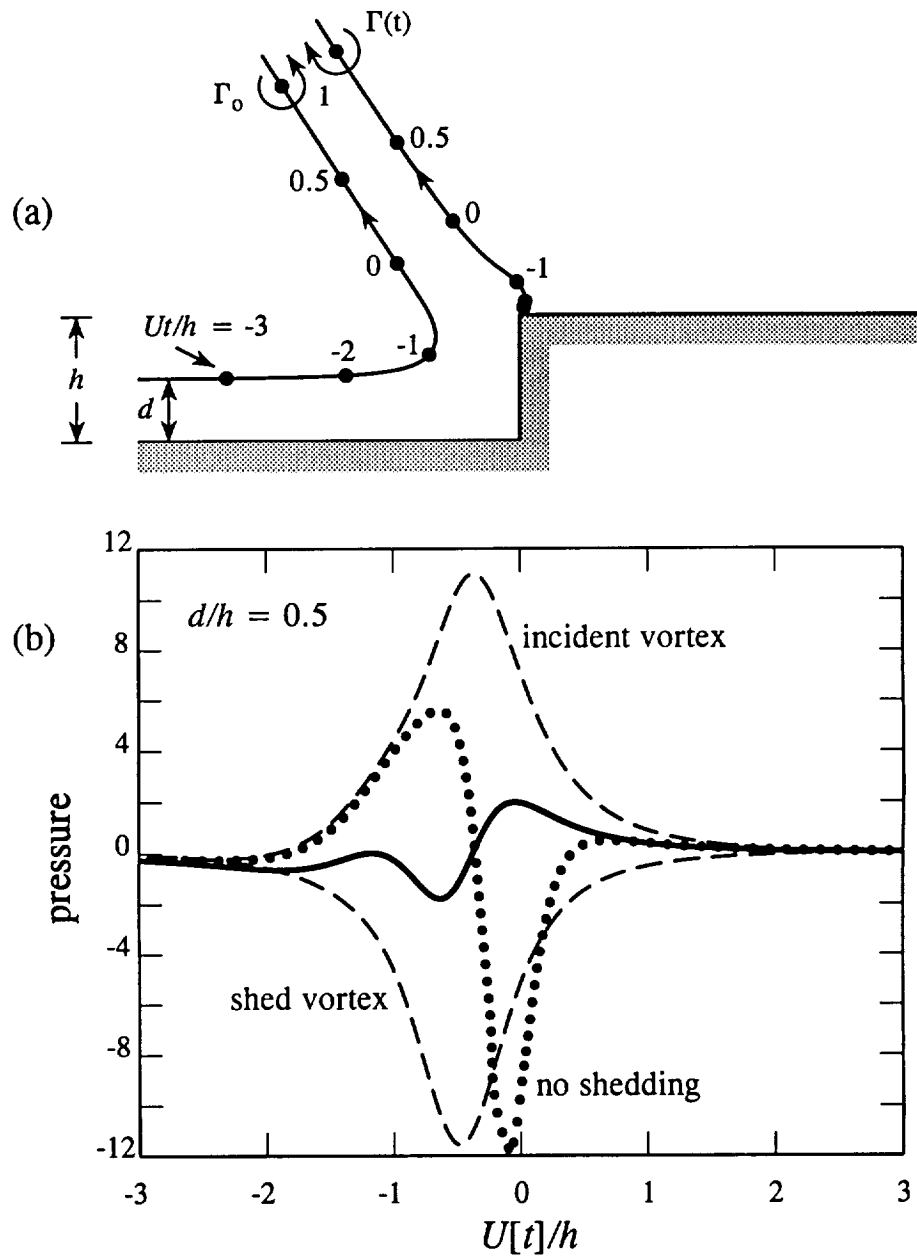 (a)
Γ(t)
Γo
1
0.5
0.5
0
0
-1
-1
-2
Ut/h = -3
h
d
(b)
12
8
4
0
-4
-8
-12
pressure
d/h = 0.5
incident vortex
shed vortex
no shedding
-3 -2 -1 0 1 2 3
U[t]/h